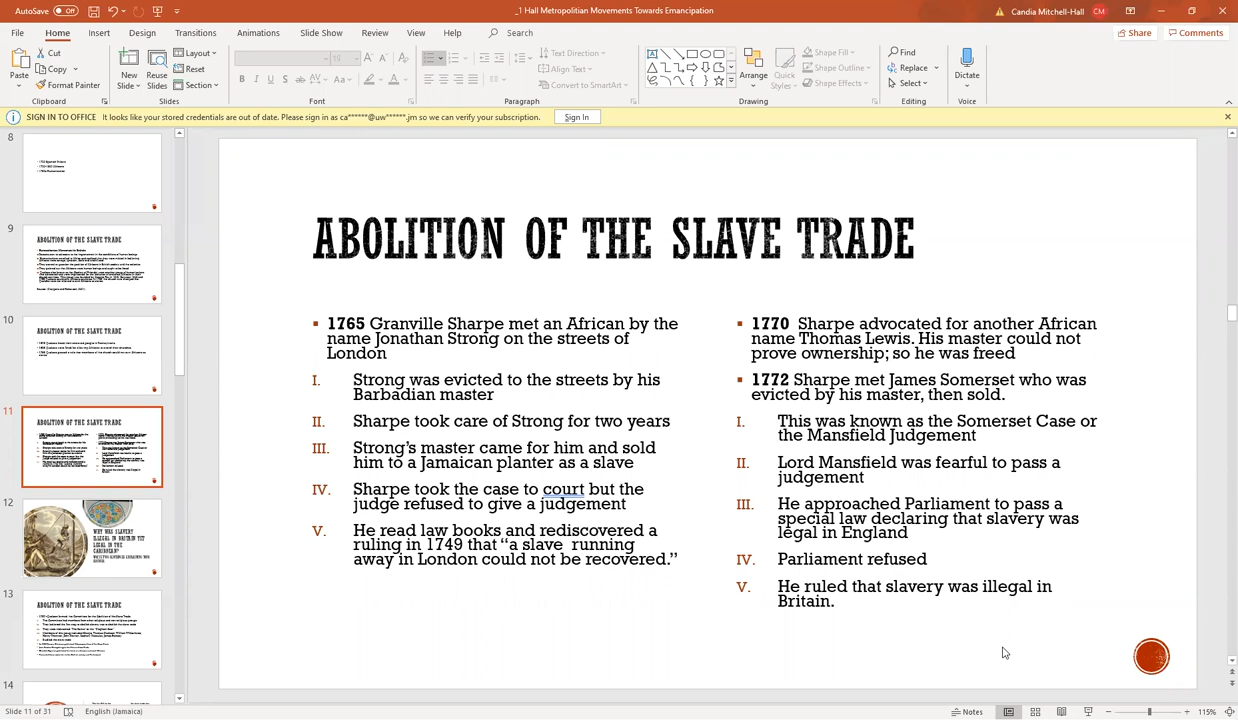 AutoSave Off
_1 Hall Metropolitan Movements Towards Emancipation
Candia Mitchell-Hall CM
File Home Insert Design Transitions Animations Slide Show Review View Help Search
Share Comments
Paste Cut Copy Format Painter
New Slide Reuse Slides Layout Reset Section
Text Direction Align Text Convert to SmartArt
Arrange Quick Styles Shape Fill Shape Outline Shape Effects
Find Replace Select
Dictate
Clipboard Slides Font Paragraph Drawing Editing Voice
SIGN IN TO OFFICE It looks like your stored credentials are out of date. Please sign in as ca******@uw******.jm so we can verify your subscription. Sign In
8
9
ABOLITION OF THE SLAVE TRADE
10
ABOLITION OF THE SLAVE TRADE
11
ABOLITION OF THE SLAVE TRADE
12
WHY WAS SLAVERY
ILLEGAL IN BRITAIN YET
LEGAL IN THE
CARIBBEAN?
13
ABOLITION OF THE SLAVE TRADE
14
ABOLITION OF THE SLAVE TRADE
1765 Granville Sharpe met an African by the
name Jonathan Strong on the streets of
London
I. Strong was evicted to the streets by his
Barbadian master
II. Sharpe took care of Strong for two years
III. Strong's master came for him and sold
him to a Jamaican planter as a slave
IV. Sharpe took the case to court but the
judge refused to give a judgement
V. He read law books and rediscovered a
ruling in 1749 that “a slave running
away in London could not be recovered.”
1770 Sharpe advocated for another African
name Thomas Lewis. His master could not
prove ownership; so he was freed
1772 Sharpe met James Somerset who was
evicted by his master, then sold.
I. This was known as the Somerset Case or
the Mansfield Judgement
II. Lord Mansfield was fearful to pass a
judgement
III. He approached Parliament to pass a
special law declaring that slavery was
legal in England
IV. Parliament refused
V. He ruled that slavery was illegal in
Britain.
Slide 11 of 31 English (Jamaica)
Notes 115%